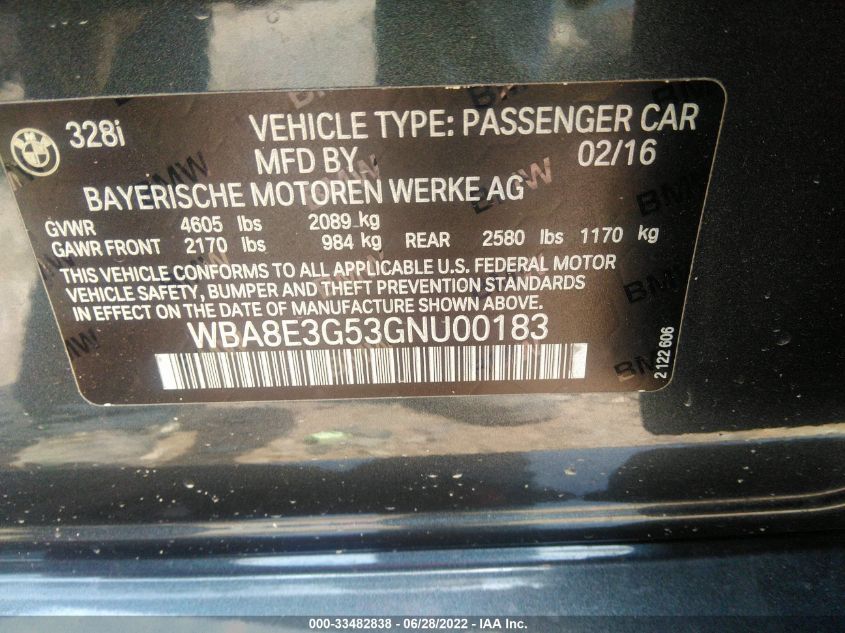 328i VEHICLE TYPE: PASSENGER CAR
MFD BY 02/16
BAYERISCHE MOTOREN WERKE AG
GVWR 4605 lbs 2089 kg
GAWR FRONT 2170 lbs 984 kg REAR 2580 lbs 1170 kg
THIS VEHICLE CONFORMS TO ALL APPLICABLE U.S. FEDERAL MOTOR
VEHICLE SAFETY, BUMPER AND THEFT PREVENTION STANDARDS
IN EFFECT ON THE DATE OF MANUFACTURE SHOWN ABOVE.
WBA8E3G53GNU00183
2 122 606
000-33482838 / 06/28/2022 - IAA Inc.